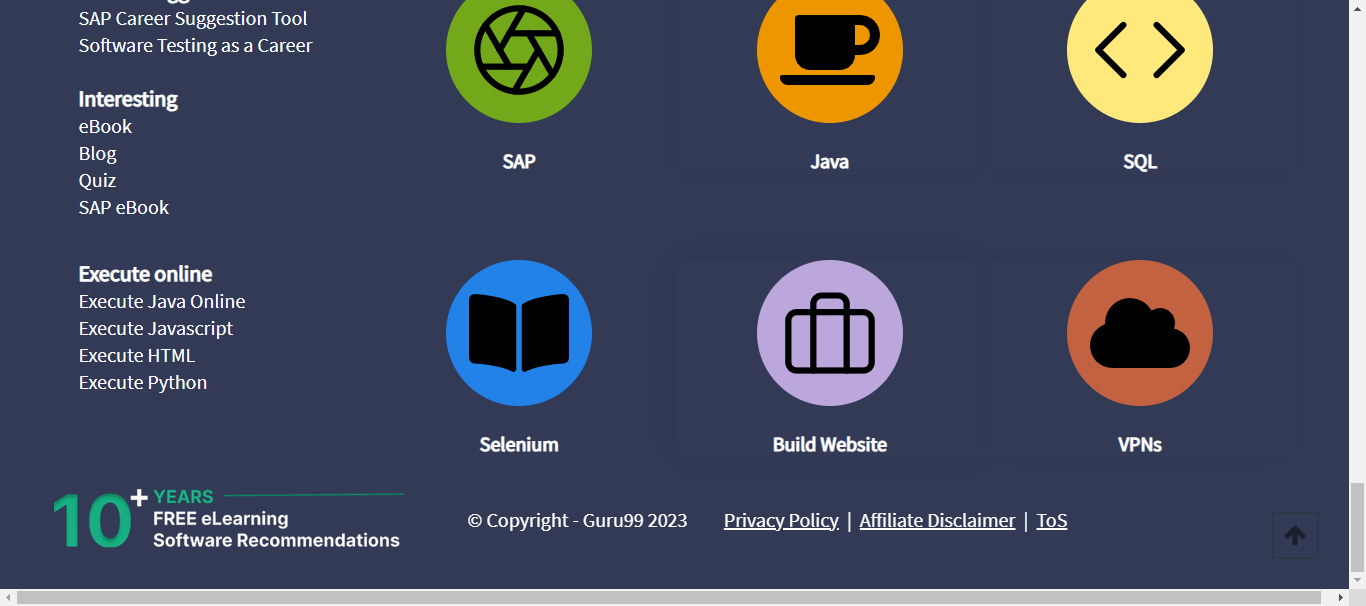 SAP Career Suggestion Tool
Software Testing as a Career
Interesting
eBook
Blog
Quiz
SAP eBook
Execute online
Execute Java Online
Execute Javascript
Execute HTML
Execute Python
SAP
Java
SQL
Selenium
Build Website
VPNs
10+ YEARS
FREE eLearning
Software Recommendations
© Copyright - Guru99 2023 Privacy Policy | Affiliate Disclaimer | ToS